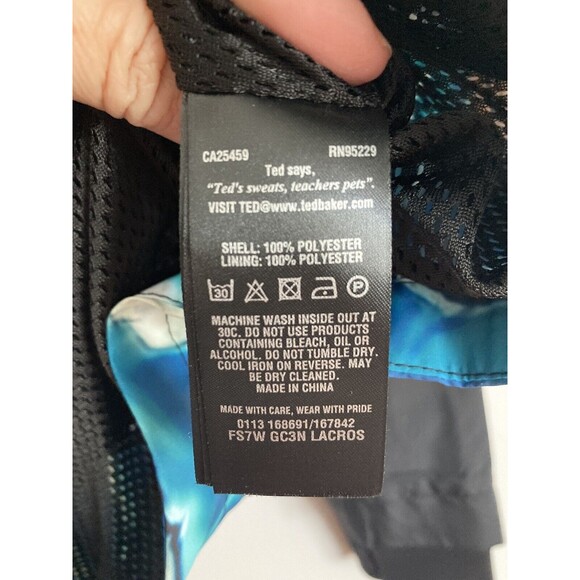 CA25459 RN95229
Ted says,
"Ted's sweats, teachers pets".
VISIT TED@www.tedbaker.com
SHELL: 100% POLYESTER
LINING: 100% POLYESTER
30 P
MACHINE WASH INSIDE OUT AT
30C. DO NOT USE PRODUCTS
CONTAINING BLEACH, OIL OR
ALCOHOL. DO NOT TUMBLE DRY.
COOL IRON ON REVERSE. MAY
BE DRY CLEANED.
MADE IN CHINA
MADE WITH CARE, WEAR WITH PRIDE
0113 168691/167842
FS7W GC3N LACROS